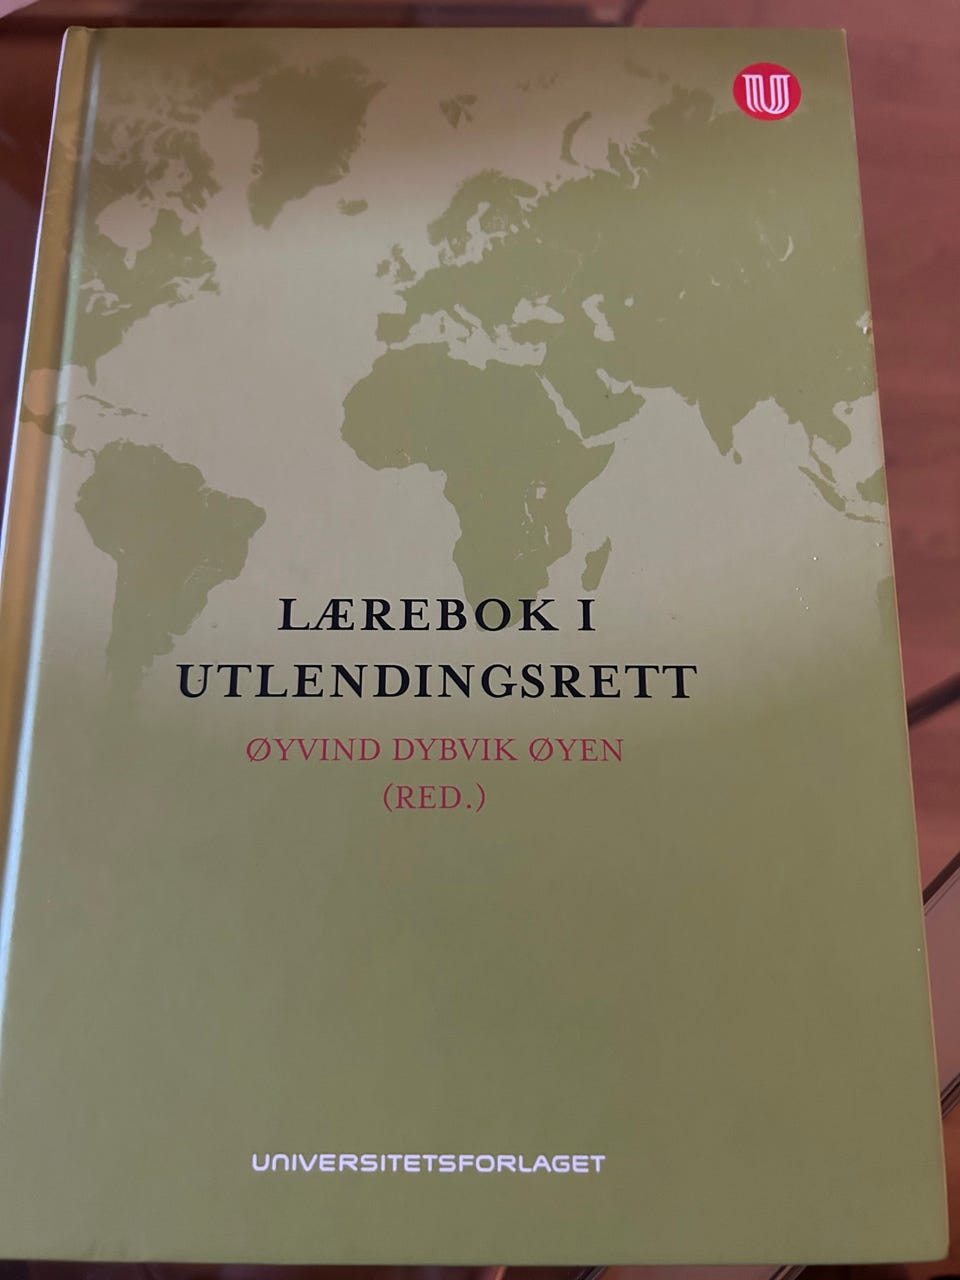 U
LÆREBOK I
UTLENDINGSRETT
ØYVIND DYBVIK ØYEN
(RED.)
UNIVERSITETSFORLAGET